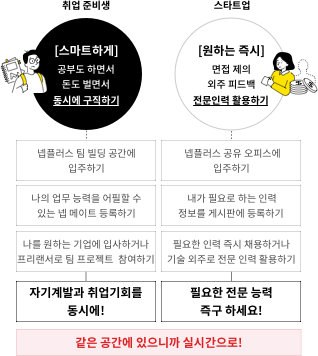 취업 준비생
[스마트하게]
공부도 하면서
돈도 벌면서
동시에 구직하기
넵플러스 팀 빌딩 공간에
입주하기
나의 업무 능력을 어필할 수
있는 넵 메이트 등록하기
나를 원하는 기업에 입사하거나
프리랜서로 팀 프로젝트 참여하기
자기계발과 취업기회를
동시에!
스타트업
[원하는 즉시]
면접 제의
외주 피드백
전문인력 활용하기
넵플러스 공유 오피스에
입주하기
내가 필요로 하는 인력
정보를 게시판에 등록하기
필요한 인력 즉시 채용하거나
기술 외주로 전문 인력 활용하기
필요한 전문 능력
즉구 하세요!
같은 공간에 있으니까 실시간으로!